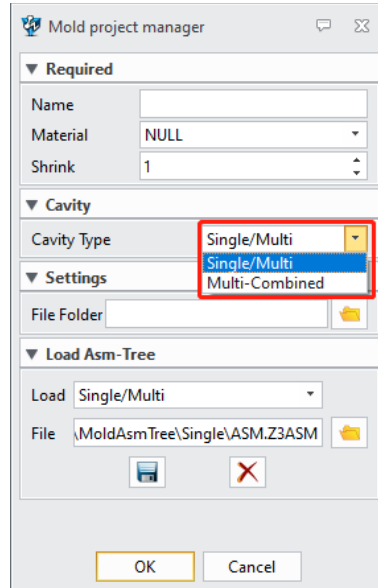 Mold project manager
Required
Name
Material NULL
Shrink 1
Cavity
Cavity Type Single/Multi
Single/Multi
Multi-Combined
Settings
File Folder
Load Asm-Tree
Load Single/Multi
File \MoldAsmTree\Single\ASM.Z3ASM
OK Cancel